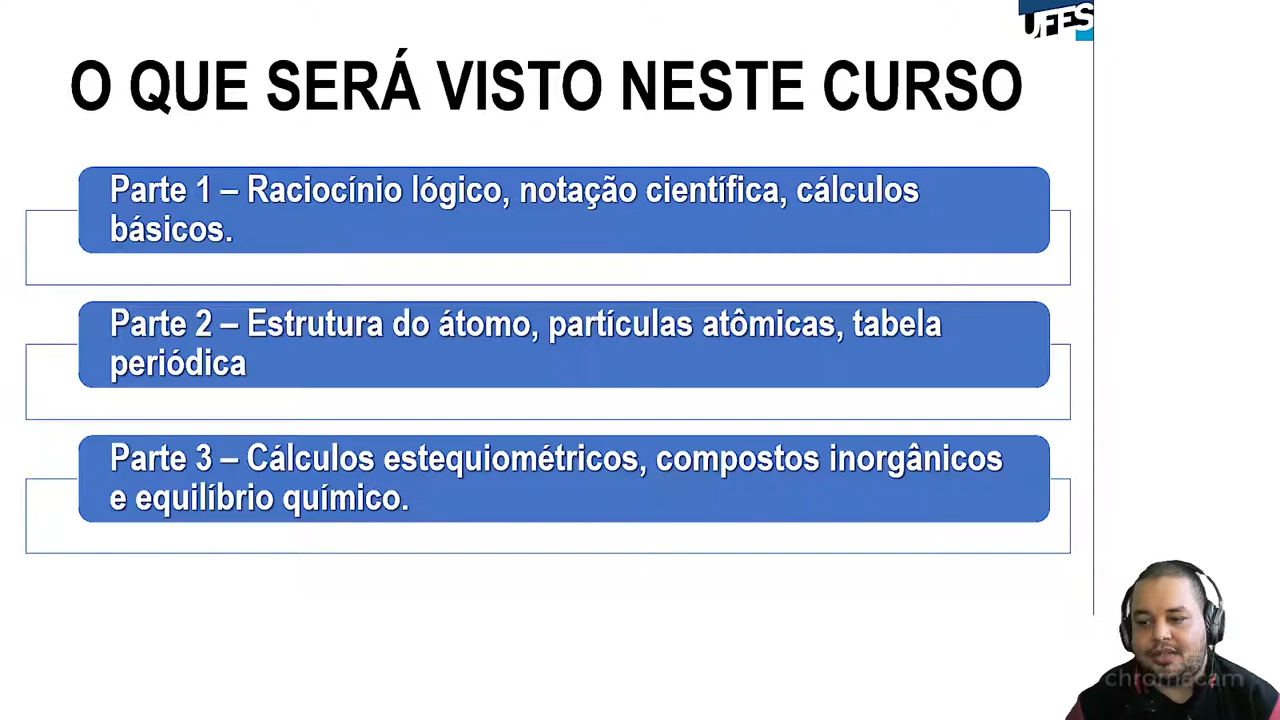 UFES
O QUE SERÁ VISTO NESTE CURSO
Parte 1 – Raciocínio lógico, notação científica, cálculos
básicos.
Parte 2 – Estrutura do átomo, partículas atômicas, tabela
periódica
Parte 3 – Cálculos estequiométricos, compostos inorgânicos
e equilíbrio químico.
chromacam